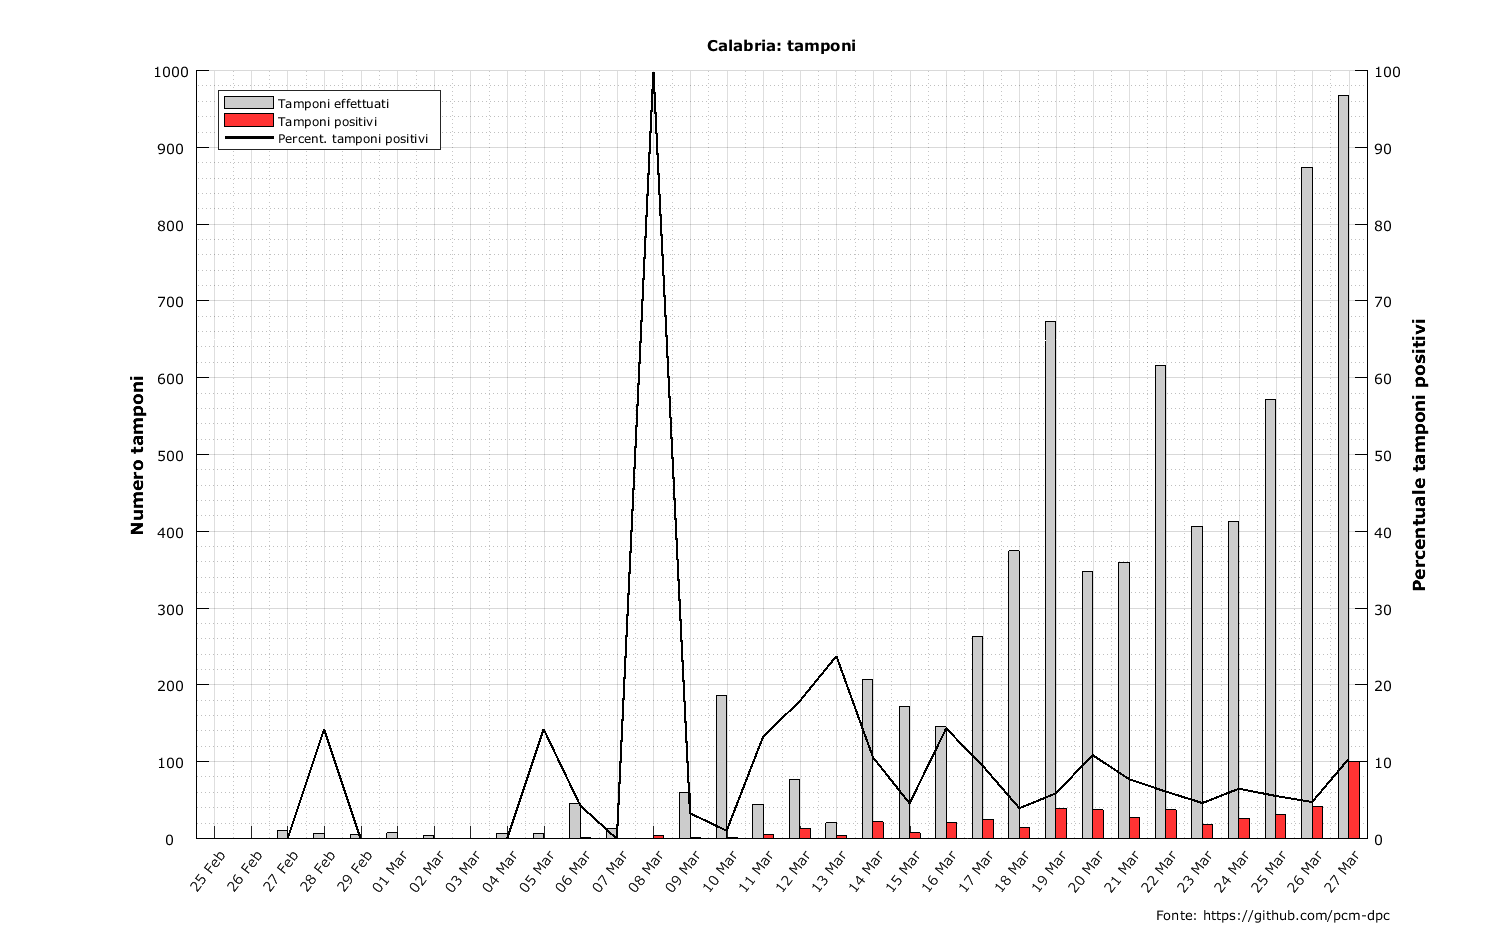 Calabria: tamponi
Tamponi effettuati
Tamponi positivi
Percent. tamponi positivi
Numero tamponi
1000
900
800
700
600
500
400
300
200
100
0
100
90
80
70
60
50
40
30
20
10
0
Percentuale tamponi positivi
25 Feb
26 Feb
27 Feb
28 Feb
29 Feb
01 Mar
02 Mar
03 Mar
04 Mar
05 Mar
06 Mar
07 Mar
08 Mar
09 Mar
10 Mar
11 Mar
12 Mar
13 Mar
14 Mar
15 Mar
16 Mar
17 Mar
18 Mar
19 Mar
20 Mar
21 Mar
22 Mar
23 Mar
24 Mar
25 Mar
26 Mar
27 Mar
Fonte: https://github.com/pcm-dpc